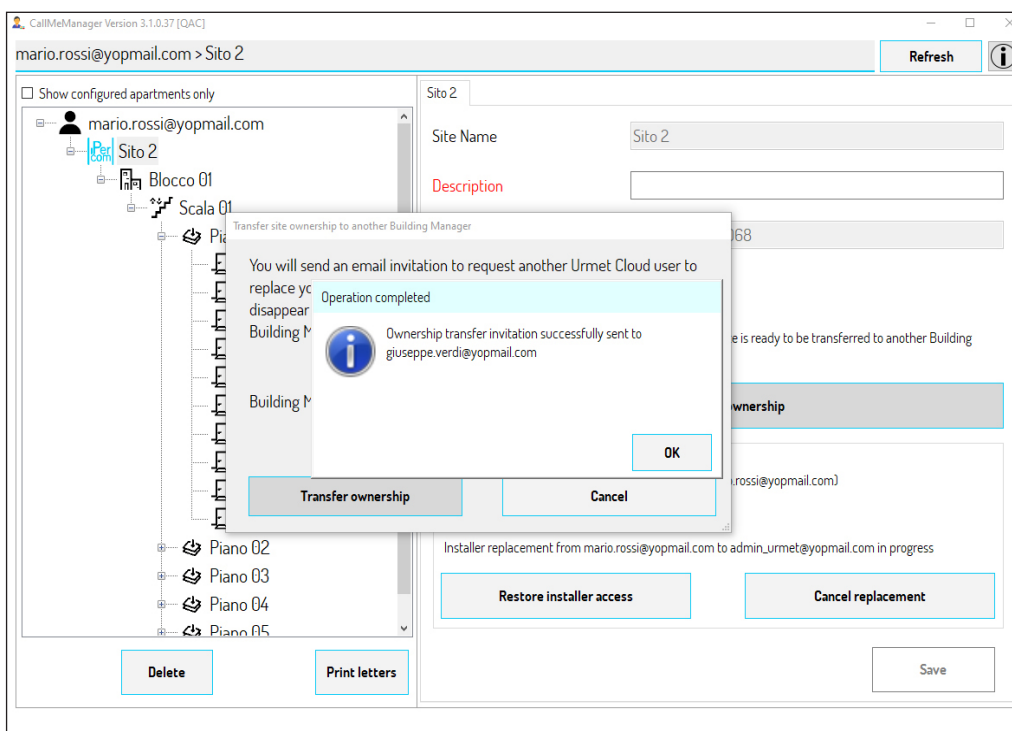 CallMeManager Version 3.1.0.37 [QAC]
mario.rossi@yopmail.com > Sito 2
Refresh
Show configured apartments only
mario.rossi@yopmail.com
iPercom
Sito 2
Blocco 01
Scala 01
Piano 02
Piano 03
Piano 04
Piano 05
Delete
Print letters
Sito 2
Site Name
Sito 2
Description
068
is ready to be transferred to another Building
ownership
.rossi@yopmail.com)
Installer replacement from mario.rossi@yopmail.com to admin_urmet@yopmail.com in progress
Restore installer access
Cancel replacement
Save
Transfer site ownership to another Building Manager
You will send an email invitation to request another Urmet Cloud user to
replace
disappear
Building M
Building M
Transfer ownership
Cancel
Operation completed
Ownership transfer invitation successfully sent to
giuseppe.verdi@yopmail.com
OK